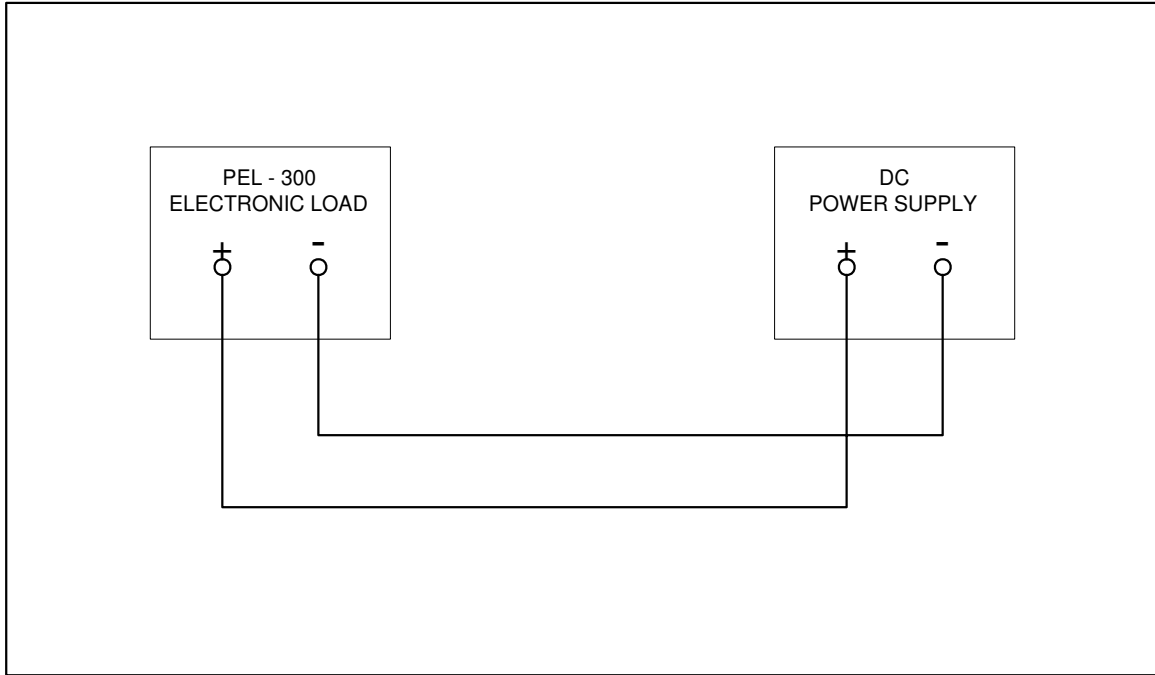 PEL - 300
ELECTRONIC LOAD
+ -
DC
POWER SUPPLY
+ -